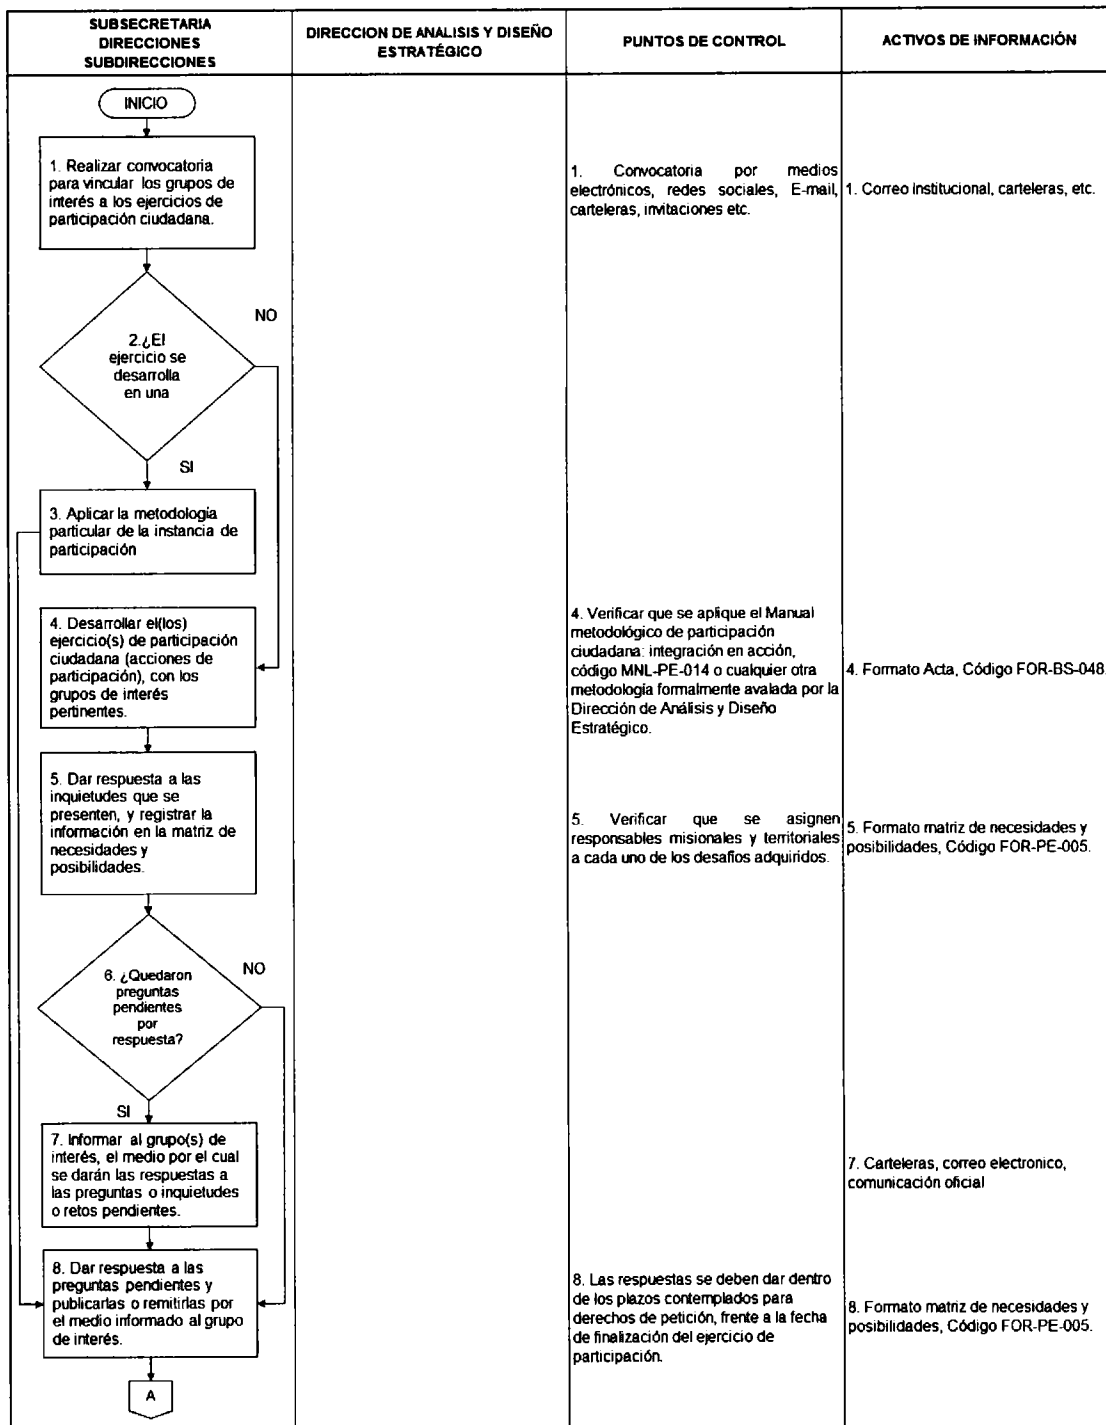 SUBSECRETARIA
DIRECCIONES
SUBDIRECCIONES
DIRECCION DE ANALISIS Y DISEÑO
ESTRATÉGICO
PUNTOS DE CONTROL
ACTIVOS DE INFORMACIÓN
INICIO
1. Realizar convocatoria
para vincular los grupos de
interés a los ejercicios de
participación ciudadana.
1. Convocatoria por medios
electrónicos, redes sociales, E-mail,
carteleras, invitaciones etc.
1. Correo Institucional, carteleras, etc.
2.¿El
ejercicio se
desarrolla
en una
NO
SI
3. Aplicar la metodología
particular de la instancia de
participación
4. Desarrollar el(los)
ejercicio(s) de participación
ciudadana (acciones de
participación), con los
grupos de interés
pertinentes.
4. Verificar que se aplique el Manual
metodológico de participación
ciudadana: integración en acción,
código MNL-PE-014 o cualquier otra
metodología formalmente avalada por la
Dirección de Análisis y Diseño
Estratégico.
4. Formato Acta, Código FOR-BS-048.
5. Dar respuesta a las
inquietudes que se
presenten, y registrar la
información en la matriz de
necesidades y
posibilidades.
5. Verificar que se asignen
responsables misionales y territoriales
a cada uno de los desafíos adquiridos.
5. Formato matriz de necesidades y
posibilidades, Código FOR-PE-005.
6. ¿Quedaron
preguntas
pendientes
por
respuesta?
NO
SI
7. Informar al grupo(s) de
interés, el medio por el cual
se darán las respuestas a
las preguntas o inquietudes
o retos pendientes.
7. Carteleras, correo electronico,
comunicación oficial
8. Dar respuesta a las
preguntas pendientes y
publicarlas o remitirlas por
el medio informado al grupo
de interés.
8. Las respuestas se deben dar dentro
de los plazos contemplados para
derechos de petición, frente a la fecha
de finalización del ejercicio de
participación.
8. Formato matriz de necesidades y
posibilidades, Código FOR-PE-005.
A